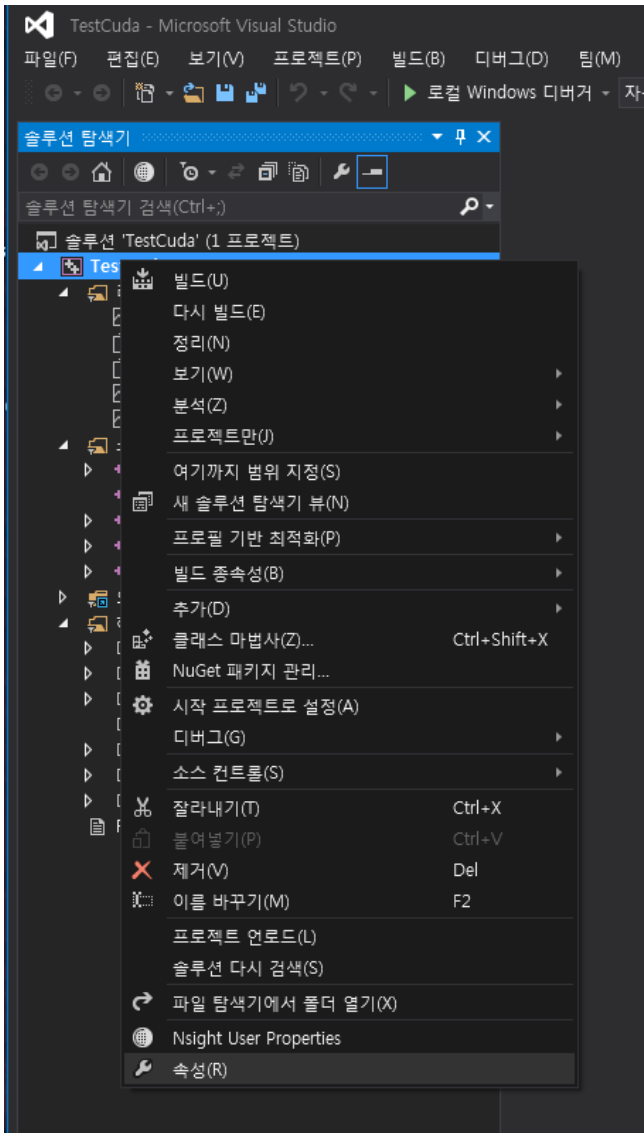 TestCuda - Microsoft Visual Studio
파일(F) 편집(E) 보기(V) 프로젝트(P) 빌드(B) 디버그(D) 팀(M)
로컬 Windows 디버거
솔루션 탐색기
솔루션 탐색기 검색(Ctrl+;)
솔루션 'TestCuda' (1 프로젝트)
빌드(U)
다시 빌드(E)
정리(N)
보기(W)
분석(Z)
프로젝트만(J)
여기까지 범위 지정(S)
새 솔루션 탐색기 뷰(N)
프로필 기반 최적화(P)
빌드 종속성(B)
추가(D)
클래스 마법사(Z)... Ctrl+Shift+X
NuGet 패키지 관리...
시작 프로젝트로 설정(A)
디버그(G)
소스 컨트롤(S)
잘라내기(T) Ctrl+X
붙여넣기(P) Ctrl+V
제거(V) Del
이름 바꾸기(M) F2
프로젝트 언로드(L)
솔루션 다시 검색(S)
파일 탐색기에서 폴더 열기(X)
Nsight User Properties
속성(R)